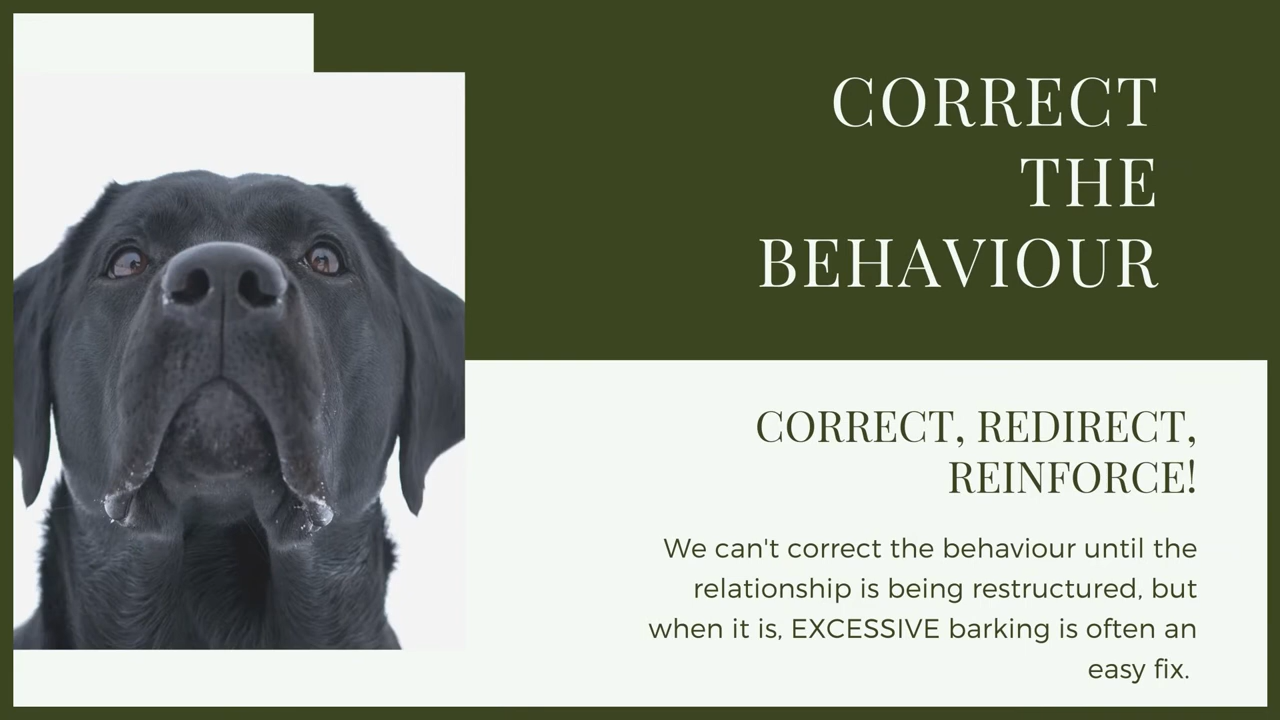 CORRECT
THE
BEHAVIOUR
CORRECT, REDIRECT,
REINFORCE!
We can't correct the behaviour until the
relationship is being restructured, but
when it is, EXCESSIVE barking is often an
easy fix.